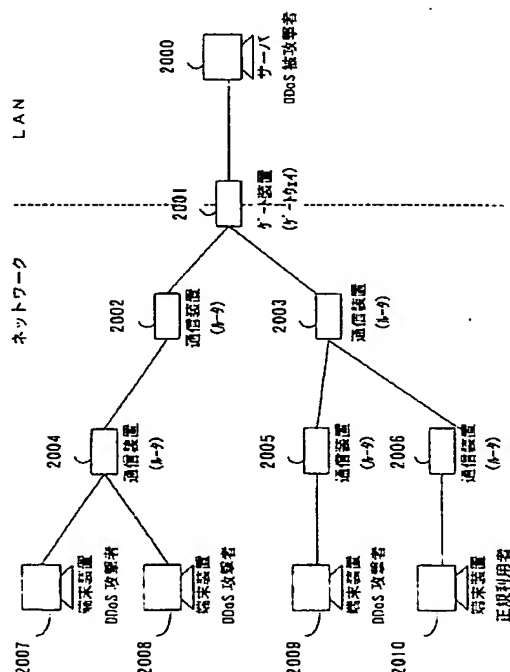 ネットワーク
LAN
2000
サーバ
DDoS 被攻撃者
2001
ゲート装置
(ゲートウェイ)
2002
通信装置
(ルータ)
2003
通信装置
(ルータ)
2004
通信装置
(ルータ)
2005
通信装置
(ルータ)
2006
通信装置
(ルータ)
2007
端末装置
DDoS 攻撃者
2008
端末装置
DDoS 攻撃者
2009
端末装置
DDoS 攻撃者
2010
端末装置
正規利用者